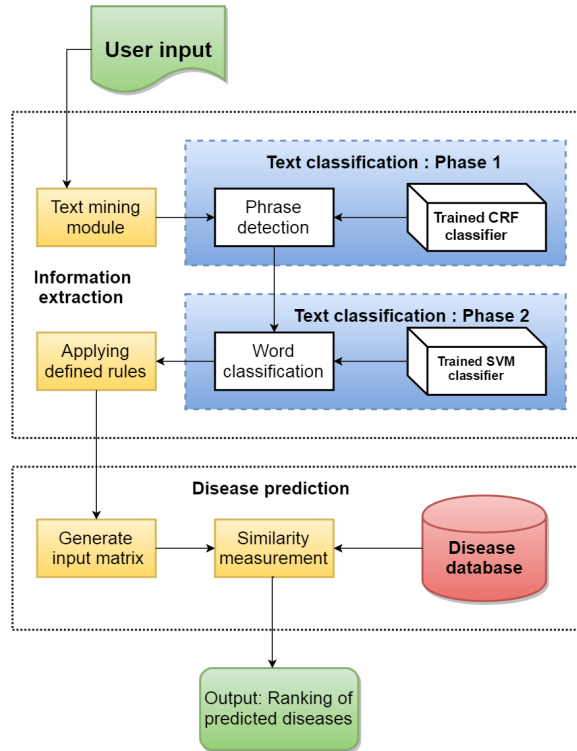 User input
Text classification : Phase 1
Text mining
module
Phrase
detection
Trained CRF
classifier
Information
extraction
Text classification : Phase 2
Applying
defined rules
Word
classification
Trained SVM
classifier
Disease prediction
Generate
input matrix
Similarity
measurement
Disease
database
Output: Ranking of
predicted diseases